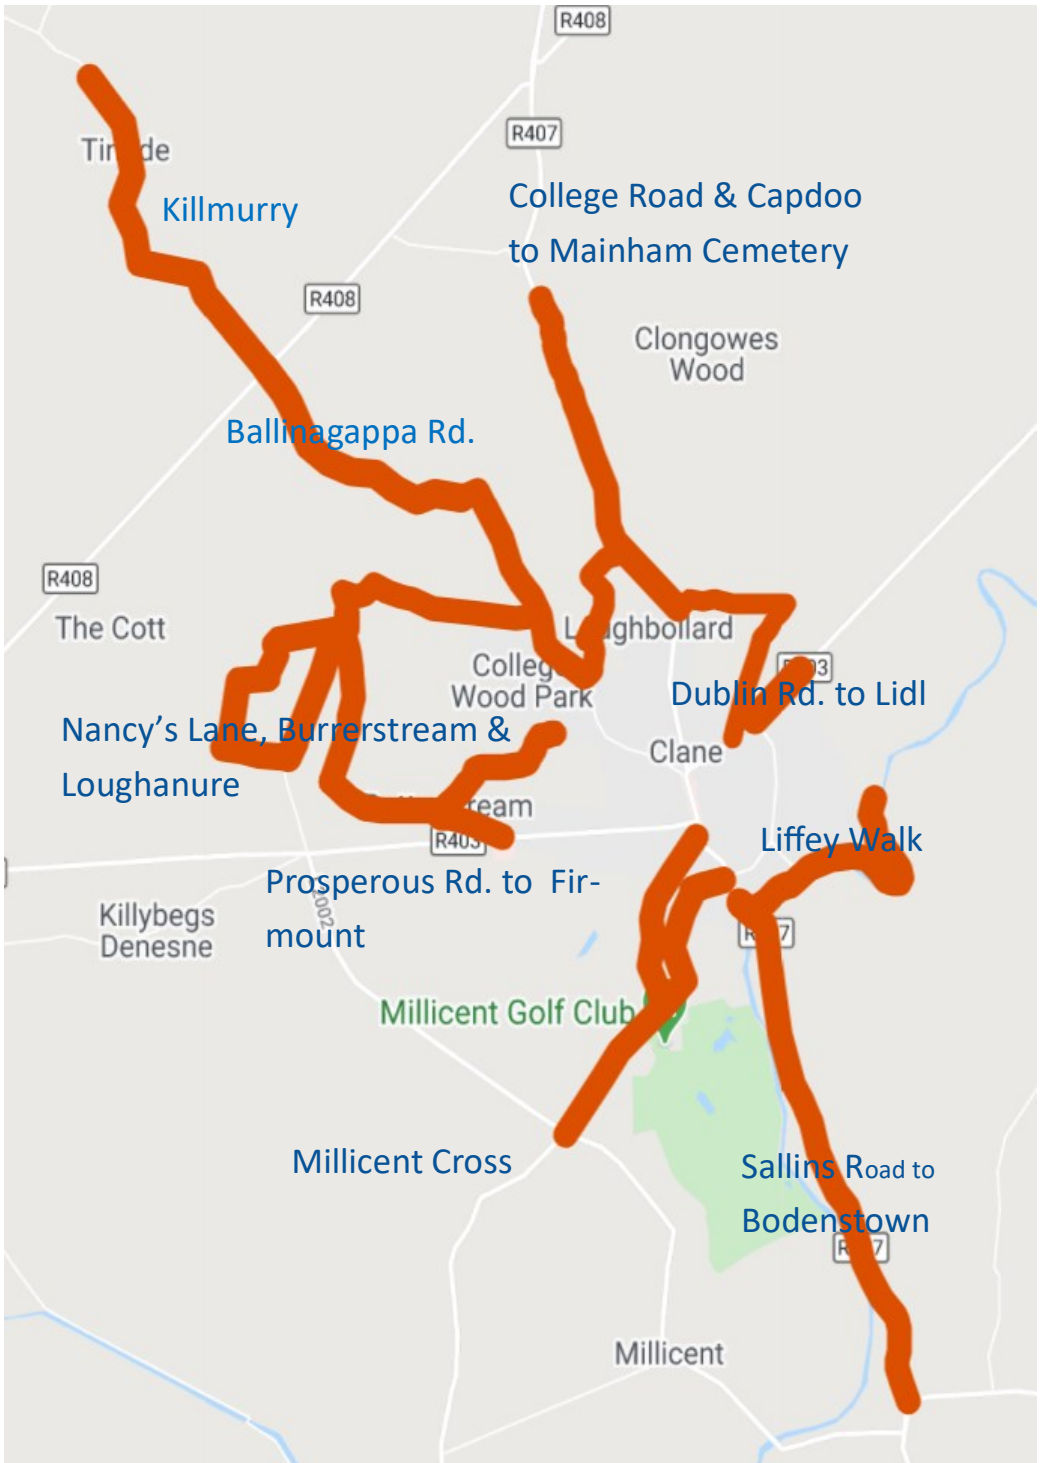 R408
R407
Killmurry
College Road & Capdoo
to Mainham Cemetery
R408
Clongowes
Wood
Ballinagappa Rd.
R408
The Cott
Wood Park
Dublin Rd. to Lidl
Nancy’s Lane, Burrerstream &
Loughanure
Clane
R403
Liffey Walk
Prosperous Rd. to Fir-
mount
Killybegs
Denesne
Millicent Golf Club
Millicent Cross
Sallins Road to
Bodenstown
Millicent